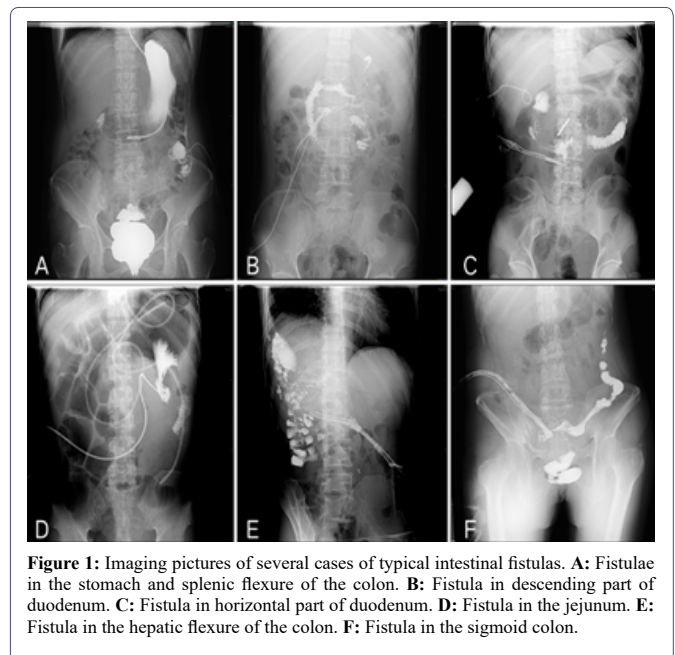 A
B
C
D
E
F
Figure 1: Imaging pictures of several cases of typical intestinal fistulas. A: Fistulae
in the stomach and splenic flexure of the colon. B: Fistula in descending part of
duodenum. C: Fistula in horizontal part of duodenum. D: Fistula in the jejunum. E:
Fistula in the hepatic flexure of the colon. F: Fistula in the sigmoid colon.